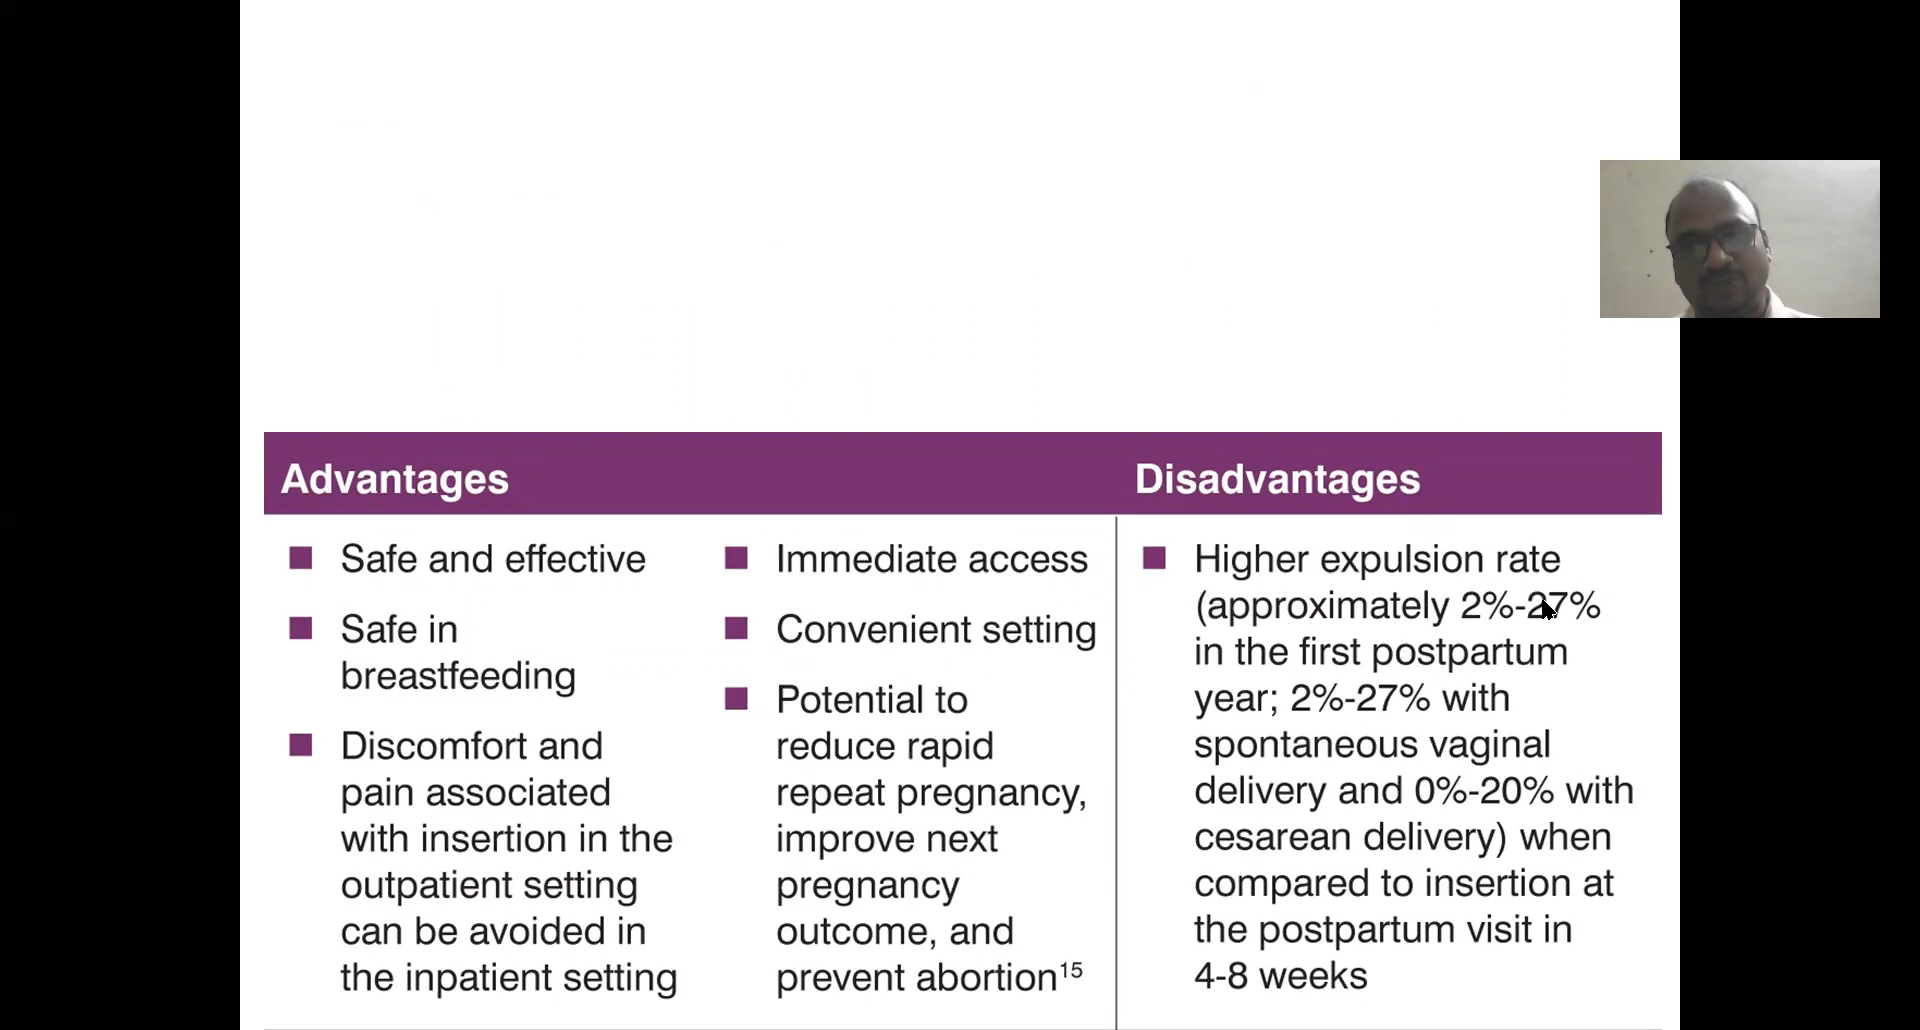 Advantages
Disadvantages
Safe and effective
Safe in
breastfeeding
Discomfort and
pain associated
with insertion in the
outpatient setting
can be avoided in
the inpatient setting
Immediate access
Convenient setting
Potential to
reduce rapid
repeat pregnancy,
improve next
pregnancy
outcome, and
prevent abortion15
Higher expulsion rate
(approximately 2%-27%
in the first postpartum
year; 2%-27% with
spontaneous vaginal
delivery and 0%-20% with
cesarean delivery) when
compared to insertion at
the postpartum visit in
4-8 weeks